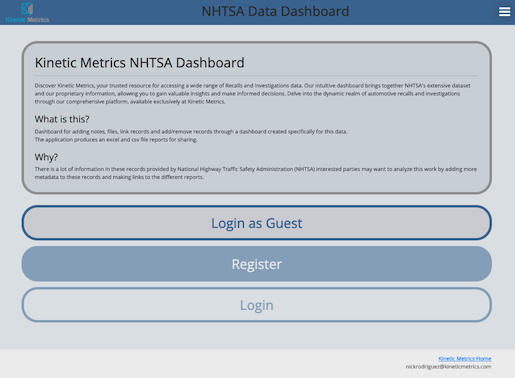 Kinetic Metrics
NHTSA Data Dashboard
Kinetic Metrics NHTSA Dashboard
Discover Kinetic Metrics, your trusted resource for accessing a wide range of Recalls and Investigations data. Our intuitive dashboard brings together NHTSA's extensive dataset
and our proprietary information, allowing you to gain valuable insights and make informed decisions. Delve into the dynamic realm of automotive recalls and investigations
through our comprehensive platform, available exclusively at Kinetic Metrics.
What is this?
Dashboard for adding notes, files, link records and add/remove records through a dashboard created specifically for this data.
The application produces an excel and csv file reports for sharing.
Why?
There is a lot of information in these records provided by National Highway Traffic Safety Administration (NHTSA) interested parties may want to analyze this work by adding more
metadata to these records and making links to the different reports.
Login as Guest
Register
Login
Kinetic Metrics Home
nickrodriguez@kineticmetrics.com